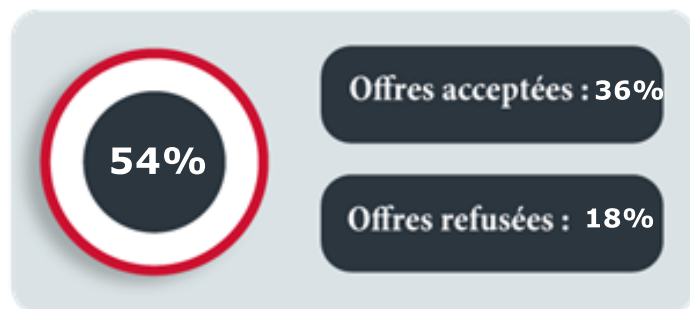 54%
Offres acceptées : 36%
Offres refusées : 18%